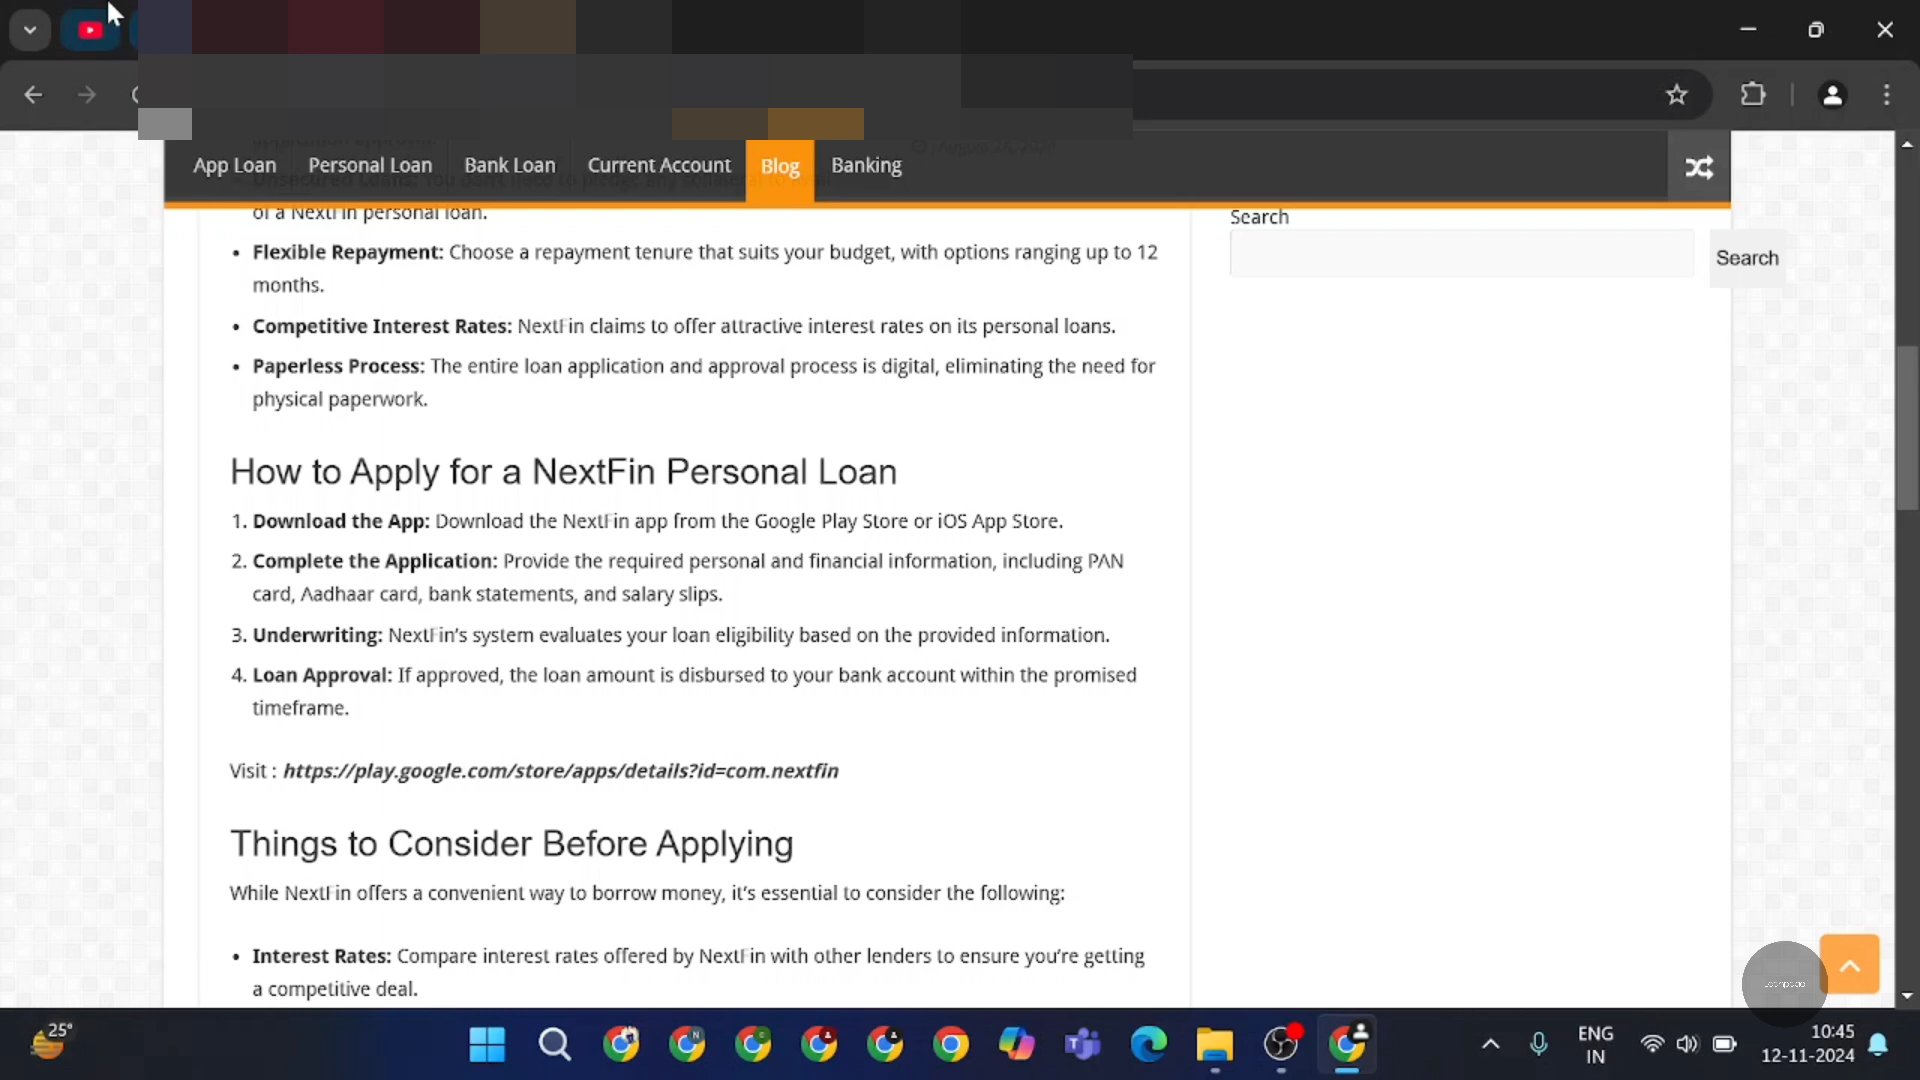 App Loan
Personal Loan
Bank Loan
Current Account
Blog
Banking
of a NextFin personal loan.
• Flexible Repayment: Choose a repayment tenure that suits your budget, with options ranging up to 12
months.
• Competitive Interest Rates: NextFin claims to offer attractive interest rates on its personal loans.
• Paperless Process: The entire loan application and approval process is digital, eliminating the need for
physical paperwork.
Search
Search
How to Apply for a NextFin Personal Loan
1. Download the App: Download the NextFin app from the Google Play Store or iOS App Store.
2. Complete the Application: Provide the required personal and financial information, including PAN
card, Aadhaar card, bank statements, and salary slips.
3. Underwriting: NextFin's system evaluates your loan eligibility based on the provided information.
4. Loan Approval: If approved, the loan amount is disbursed to your bank account within the promised
timeframe.
Visit : https://play.google.com/store/apps/details?id=com.nextfin
Things to Consider Before Applying
While NextFin offers a convenient way to borrow money, it's essential to consider the following:
• Interest Rates: Compare interest rates offered by NextFin with other lenders to ensure you're getting
a competitive deal.
25°
ENG
IN
10:45
12-11-2024